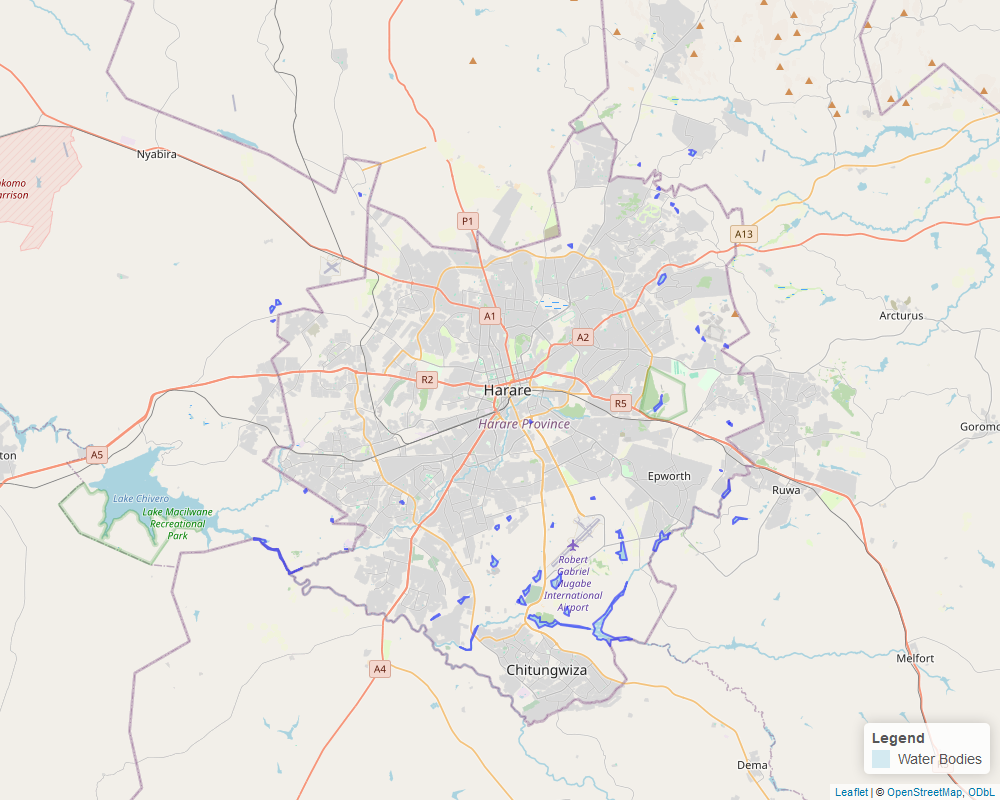 Nyabira
komo
arrison
P1
A13
A1
Arcturus
A2
R2
Harare
R5
Harare Province
Goromo
A5
ton
Epworth
Ruwa
Lake Chivero
Lake Macilwane
Recreational
Park
Robert
Gabriel
Mugabe
International
Airport
Melfort
A4
Chitungwiza
Dema
Legend
Water Bodies
Leaflet | © OpenStreetMap, ODbL